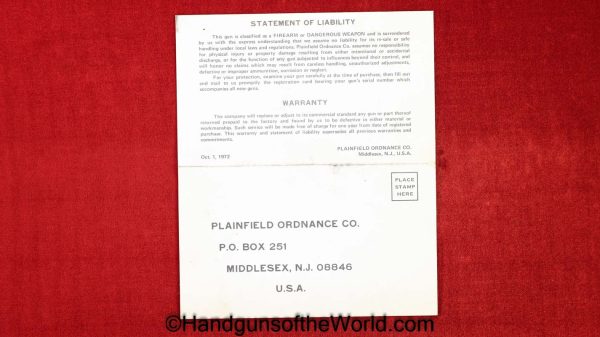 STATEMENT OF LIABILITY
This gun is classified as a FIREARM or DANGEROUS WEAPON and is surrendered
by us with the express understanding that we assume no liability for its re-sale or safe
handling under local laws and regulations. Plainfield Ordnance Co. assumes no responsibility
for physical injury or property damage resulting from either intentional or accidental
discharge, or for the function of any gun subjected to influences beyond their control, and
will honor no claims which may result from careless handling, unauthorized adjustments,
defective or improper ammunition, corrosion or neglect.
For your protection, examine your gun carefully at the time of purchase, then fill out
and mail to us promptly the registration card bearing your gun's serial number which
accompanies all new guns.
WARRANTY
The company will replace or adjust to its commercial standard any gun or part thereof
returned prepaid to the factory and found by us to be defective in either material or
workmanship. Such service will be made free of charge for one year from date of registered
purchase. This warranty and statement of liability supersedes all previous warranties and
commitments.
PLAINFIELD ORDNANCE CO.
Oct. 1, 1972 Middlesex, N.J., U.S.A.
PLACE
STAMP
HERE
PLAINFIELD ORDNANCE CO.
P.O. BOX 251
MIDDLESEX, N.J. 08846
U.S.A.
©HandgunsoftheWorld.com